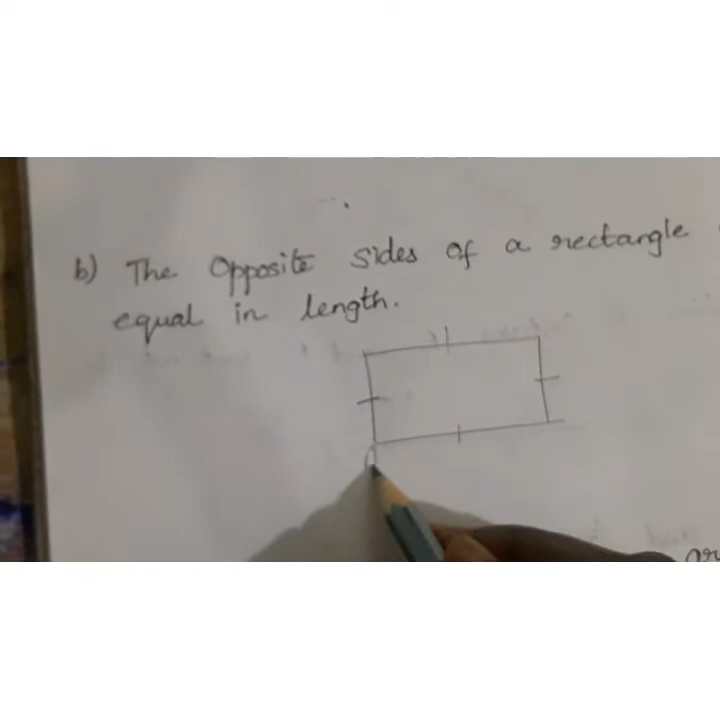 b) The Opposite sides of a rectangle
equal in length.